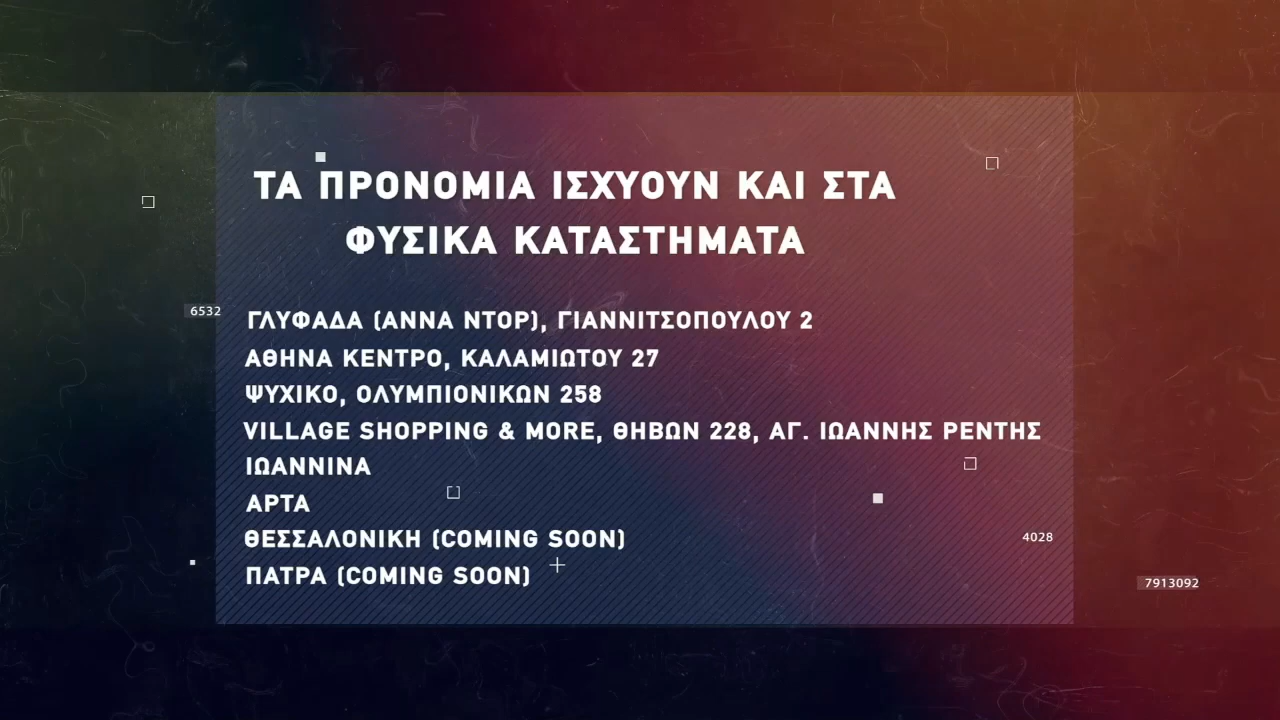 ΤΑ ΠΡΟΝΟΜΙΑ ΙΣΧΥΟΥΝ ΚΑΙ ΣΤΑ
ΦΥΣΙΚΑ ΚΑΤΑΣΤΗΜΑΤΑ
6532
ΓΛΥΦΑΔΑ (ΑΝΝΑ ΝΤΟΡ), ΓΙΑΝΝΙΤΣΟΠΟΥΛΟΥ 2
ΑΘΗΝΑ ΚΕΝΤΡΟ, ΚΑΛΑΜΙΩΤΟΥ 27
ΨΥΧΙΚΟ, ΟΛΥΜΠΙΟΝΙΚΩΝ 258
VILLAGE SHOPPING & MORE, ΘΗΒΩΝ 228, ΑΓ. ΙΩΑΝΝΗΣ ΡΕΝΤΗΣ
ΙΩΑΝΝΙΝΑ
ΑΡΤΑ
ΘΕΣΣΑΛΟΝΙΚΗ (COMING SOON)
4028
ΠΑΤΡΑ (COMING SOON)
7913092